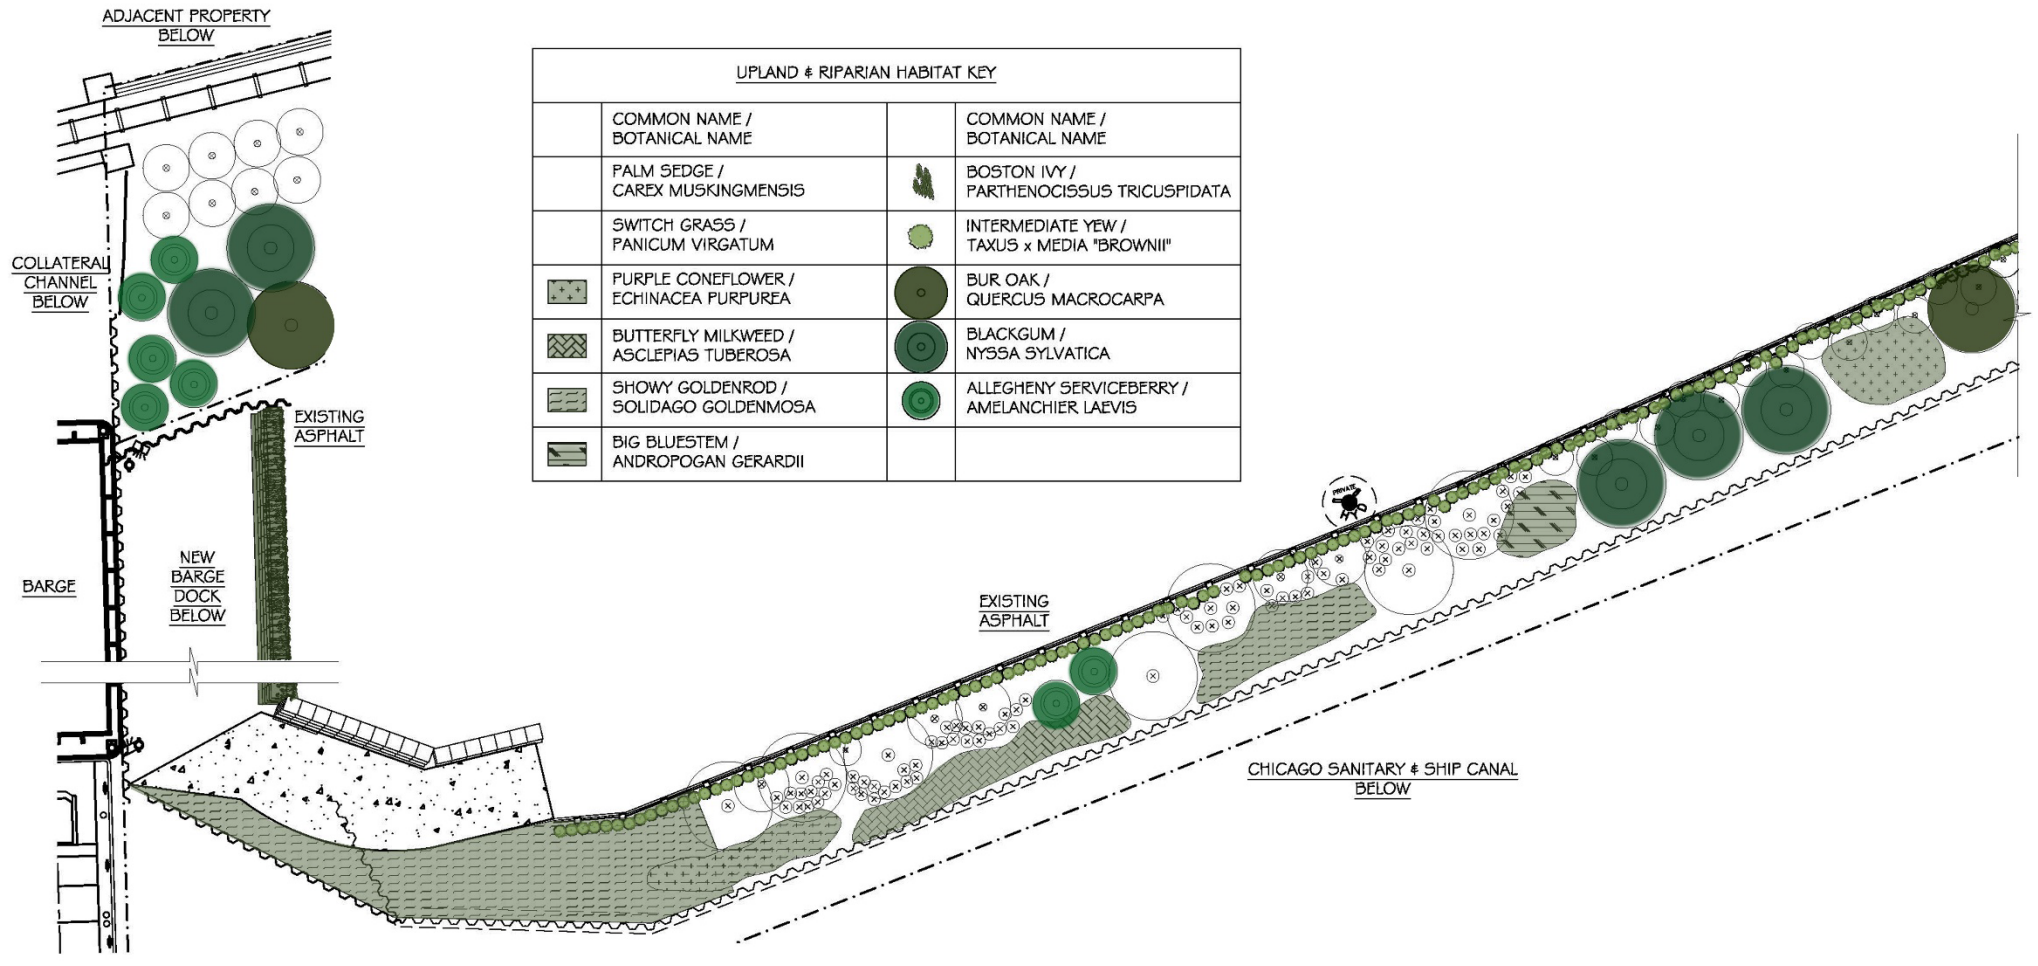 ADJACENT PROPERTY
BELOW
UPLAND & RIPARIAN HABITAT KEY
COMMON NAME /
BOTANICAL NAME
COMMON NAME /
BOTANICAL NAME
PALM SEDGE /
CAREX MUSKINGMENSIS
BOSTON IVY /
PARTHENOCISSUS TRICUSPIDATA
SWITCH GRASS /
PANICUM VIRGATUM
INTERMEDIATE YEW /
TAXUS x MEDIA "BROWNII"
PURPLE CONEFLOWER /
ECHINACEA PURPUREA
BUR OAK /
QUERCUS MACROCARPA
BUTTERFLY MILKWEED /
ASCLEPIAS TUBEROSA
BLACKGUM /
NYSSA SYLVATICA
SHOWY GOLDENROD /
SOLIDAGO GOLDENMOSA
ALLEGHENY SERVICEBERRY /
AMELANCHIER LAEVIS
BIG BLUESTEM /
ANDROPOGAN GERARDII
COLLATERAL
CHANNEL
BELOW
EXISTING
ASPHALT
PRIVATE
HYD
BARGE
NEW
BARGE
DOCK
BELOW
EXISTING
ASPHALT
CHICAGO SANITARY & SHIP CANAL
BELOW